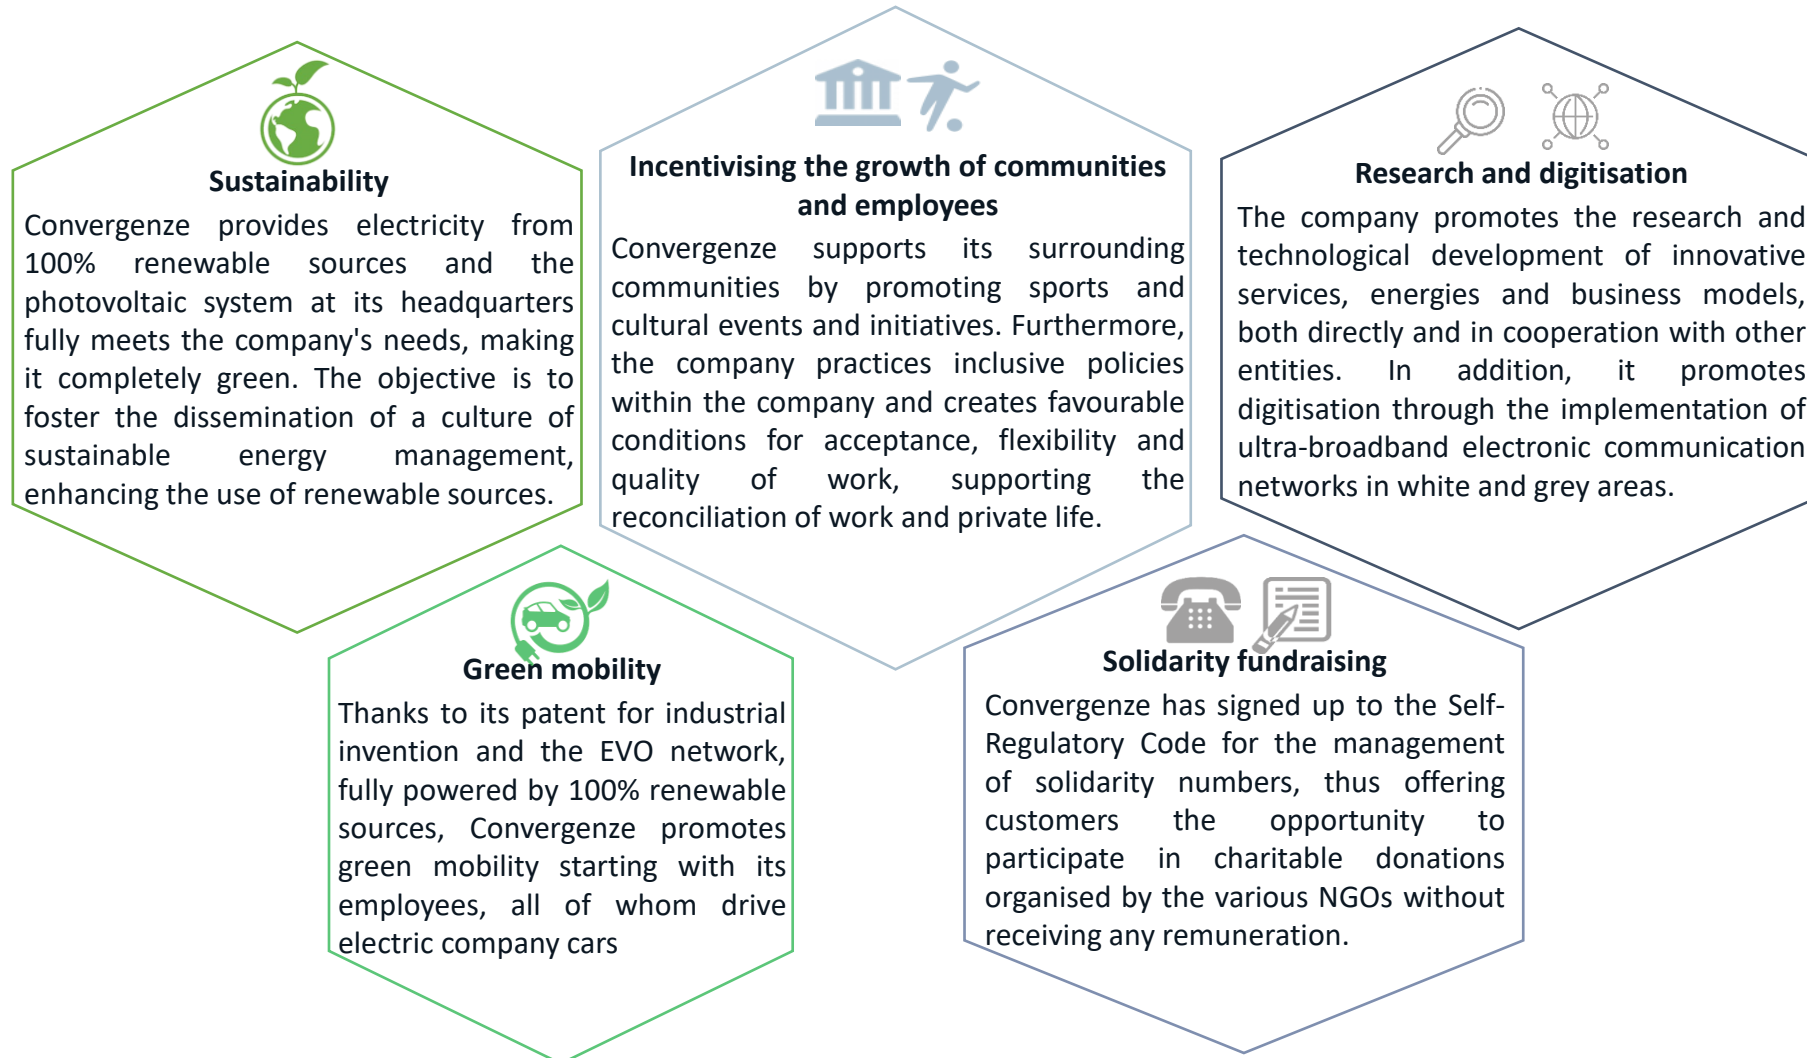 Sustainability
Convergenze provides electricity from
100% renewable sources and the
photovoltaic system at its headquarters
fully meets the company's needs, making
it completely green. The objective is to
foster the dissemination of a culture of
sustainable energy management,
enhancing the use of renewable sources.
Incentivising the growth of communities
and employees
Convergenze supports its surrounding
communities by promoting sports and
cultural events and initiatives. Furthermore,
the company practices inclusive policies
within the company and creates favourable
conditions for acceptance, flexibility and
quality of work, supporting the
reconciliation of work and private life.
Research and digitisation
The company promotes the research and
technological development of innovative
services, energies and business models,
both directly and in cooperation with other
entities. In addition, it promotes
digitisation through the implementation of
ultra-broadband electronic communication
networks in white and grey areas.
Green mobility
Thanks to its patent for industrial
invention and the EVO network,
fully powered by 100% renewable
sources, Convergenze promotes
green mobility starting with its
employees, all of whom drive
electric company cars
Solidarity fundraising
Convergenze has signed up to the Self-
Regulatory Code for the management
of solidarity numbers, thus offering
customers the opportunity to
participate in charitable donations
organised by the various NGOs without
receiving any remuneration.